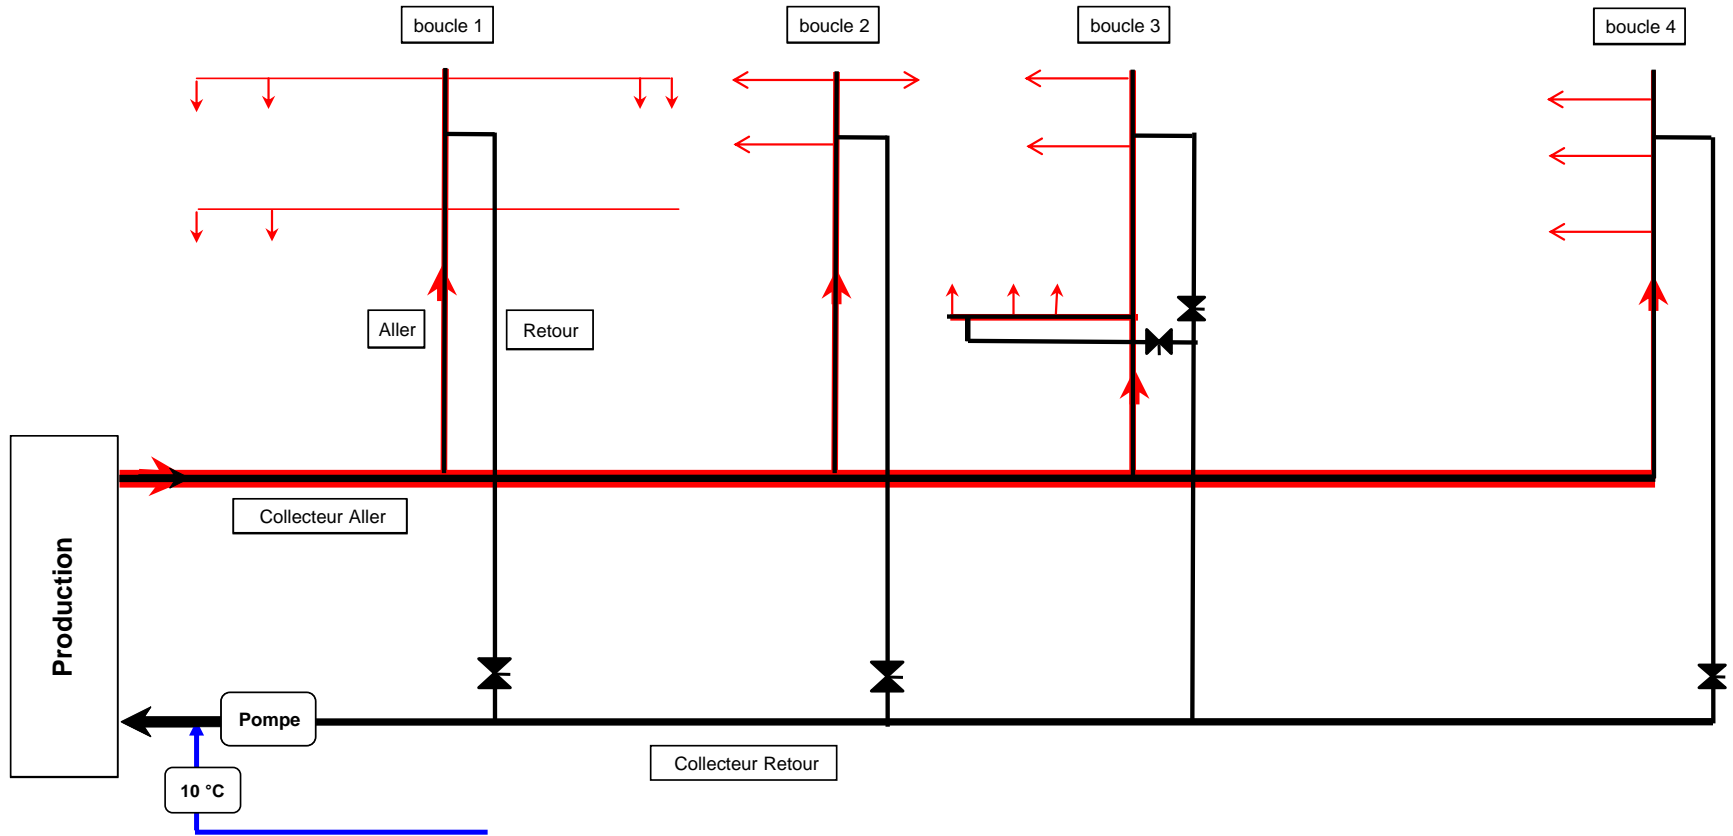 boucle 1
boucle 2
boucle 3
boucle 4
Aller
Retour
Collecteur Aller
Production
Pompe
Collecteur Retour
10 °C